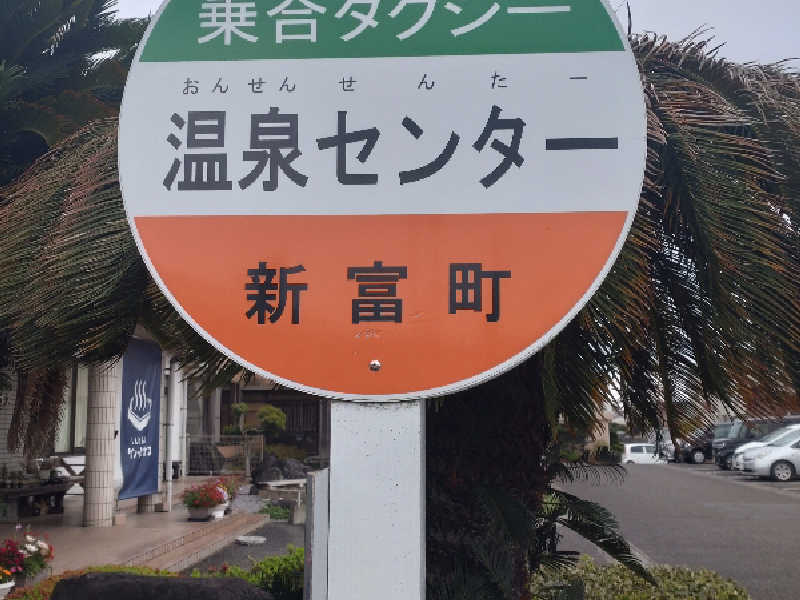 乗合タクシー
おんせんせんたー
温泉センター
新富町